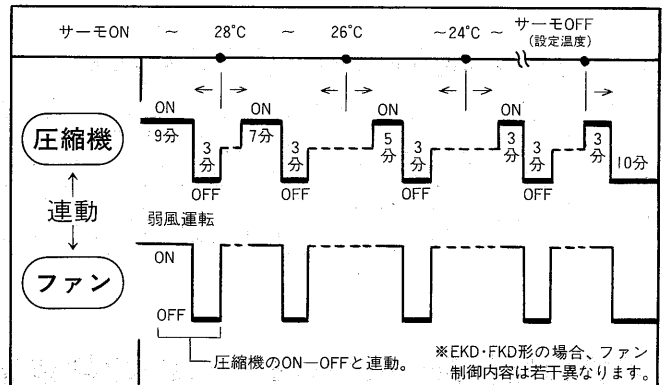 サーモON ～ 28°C ～ 26°C ～24°C～ サーモOFF
(設定温度)
圧縮機
ON
9分
3分
OFF
ON
7分
3分
OFF
ON
5分
3分
OFF
ON
3分
3分
OFF
3分
10分
連動
弱風運転
ファン
ON
OFF
圧縮機のON—OFFと連動。
※EKD・FKD形の場合、ファン
制御内容は若干異なります。